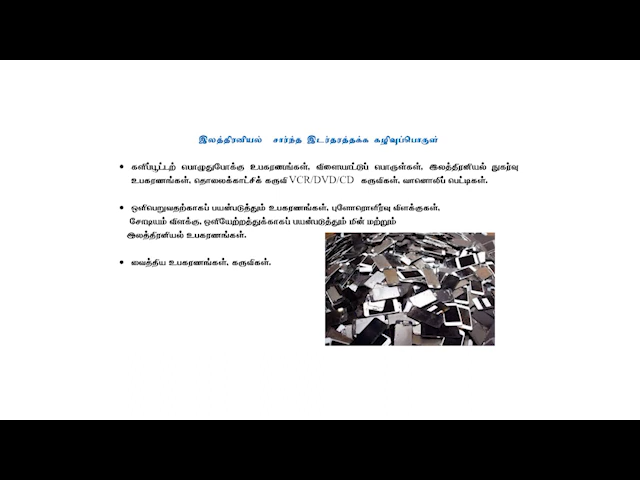 இலத்திரனியல் சார்ந்த இடர்தரத்தக்க கழிவுப்பொருள்
• களிப்பூட்டற் பொழுதுபோக்கு உபகரணங்கள், விளையாட்டுப் பொருள்கள், இலத்திரனியல் நுகர்வு
உபகரணங்கள், தொலைக்காட்சிக் கருவி VCR/DVD/CD கருவிகள், வானொலிப் பெட்டிகள்.
• ஒளிபெறுவதற்காகப் பயன்படுத்தும் உபகரணங்கள், புளோரொளிர்வு விளக்குகள்,
சோடியம் விளக்கு, ஒளியேற்றத்துக்காகப் பயன்படுத்தும் மின் மற்றும்
இலத்திரனியல் உபகரணங்கள்.
• வைத்திய உபகரணங்கள், கருவிகள்.